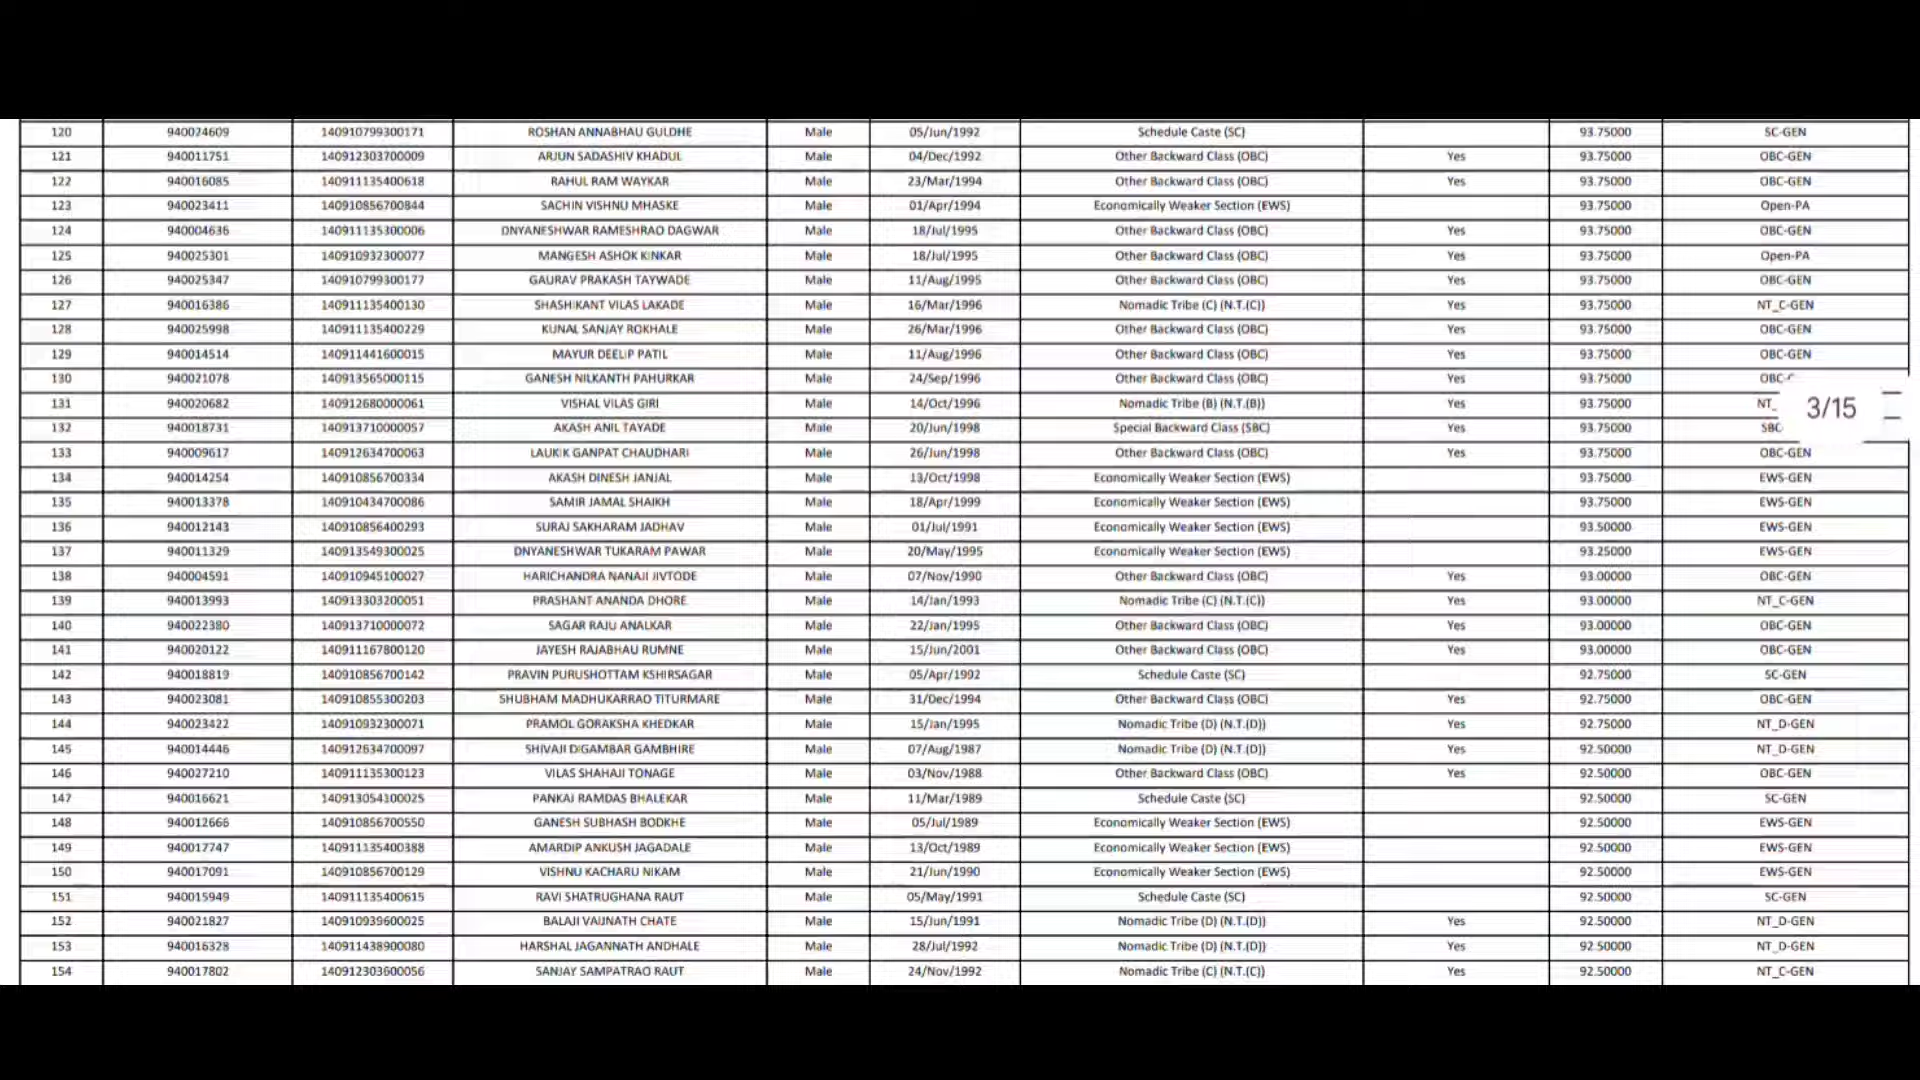 120 940024609 140910799300171 ROSHAN ANNABHAU GULDHE Male 05/Jun/1992 Schedule Caste (SC) 93.75000 SC-GEN
121 940011751 140912303700009 ARJUN SADASHIV KHADUL Male 04/Dec/1992 Other Backward Class (OBC) Yes 93.75000 OBC-GEN
122 940016085 140911135400618 RAHUL RAM WAYKAR Male 23/Mar/1994 Other Backward Class (OBC) Yes 93.75000 OBC-GEN
123 940023411 140910856700844 SACHIN VISHNU MHASKE Male 01/Apr/1994 Economically Weaker Section (EWS) 93.75000 Open-PA
124 940004636 140911135300006 DNYANESHWAR RAMESHRAO DAGWAR Male 18/Jul/1995 Other Backward Class (OBC) Yes 93.75000 OBC-GEN
125 940025301 140910932300077 MANGESH ASHOK KINKAR Male 18/Jul/1995 Other Backward Class (OBC) Yes 93.75000 Open-PA
126 940025347 140910799300177 GAURAV PRAKASH TAYWADE Male 11/Aug/1995 Other Backward Class (OBC) Yes 93.75000 OBC-GEN
127 940016386 140911135400130 SHASHIKANT VILAS LAKADE Male 16/Mar/1996 Nomadic Tribe (C) (N.T.(C)) Yes 93.75000 NT_C-GEN
128 940025998 140911135400229 KUNAL SANJAY ROKHALE Male 26/Mar/1996 Other Backward Class (OBC) Yes 93.75000 OBC-GEN
129 940014514 140911441600015 MAYUR DEELIP PATIL Male 11/Aug/1996 Other Backward Class (OBC) Yes 93.75000 OBC-GEN
130 940021078 140913565000115 GANESH NILKANTH PAHURKAR Male 24/Sep/1996 Other Backward Class (OBC) Yes 93.75000
131 940020682 140912680000061 VISHAL VILAS GIRI Male 14/Oct/1996 Nomadic Tribe (B) (N.T.(B)) Yes 93.75000 NT_ 3/15
132 940018731 140913710000057 AKASH ANIL TAYADE Male 20/Jun/1998 Special Backward Class (SBC) Yes 93.75000 SBC-
133 940009617 140912634700063 LAUKIK GANPAT CHAUDHARI Male 26/Jun/1998 Other Backward Class (OBC) Yes 93.75000 OBC-GEN
134 940014254 140910856700334 AKASH DINESH JANJAL Male 13/Oct/1998 Economically Weaker Section (EWS) 93.75000 EWS-GEN
135 940013378 140910434700086 SAMIR JAMAL SHAIKH Male 18/Apr/1999 Economically Weaker Section (EWS) 93.75000 EWS-GEN
136 940012143 140910856400293 SURAJ SAKHARAM JADHAV Male 01/Jul/1991 Economically Weaker Section (EWS) 93.50000 EWS-GEN
137 940011329 140913549300025 DNYANESHWAR TUKARAM PAWAR Male 20/May/1995 Economically Weaker Section (EWS) 93.25000 EWS-GEN
138 940004591 140910945100027 HARICHANDRA NANAJI JIVTODE Male 07/Nov/1990 Other Backward Class (OBC) Yes 93.00000 OBC-GEN
139 940013993 140913303200051 PRASHANT ANANDA DHORE Male 14/Jan/1993 Nomadic Tribe (C) (N.T.(C)) Yes 93.00000 NT_C-GEN
140 940022380 140913710000072 SAGAR RAJU ANALKAR Male 22/Jan/1995 Other Backward Class (OBC) Yes 93.00000 OBC-GEN
141 940020122 140911167800120 JAYESH RAJABHAU RUMNE Male 15/Jun/2001 Other Backward Class (OBC) Yes 93.00000 OBC-GEN
142 940018819 140910856700142 PRAVIN PURUSHOTTAM KSHIRSAGAR Male 05/Apr/1992 Schedule Caste (SC) 92.75000 SC-GEN
143 940023081 140910855300203 SHUBHAM MADHUKARRAO TITURMARE Male 31/Dec/1994 Other Backward Class (OBC) Yes 92.75000 OBC-GEN
144 940023422 140910932300071 PRAMOL GORAKSHA KHEDKAR Male 15/Jan/1995 Nomadic Tribe (D) (N.T.(D)) Yes 92.75000 NT_D-GEN
145 940014446 140912634700097 SHIVAJI DIGAMBAR GAMBHIRE Male 07/Aug/1987 Nomadic Tribe (D) (N.T.(D)) Yes 92.50000 NT_D-GEN
146 940027210 140911135300123 VILAS SHAHAJI TONAGE Male 03/Nov/1988 Other Backward Class (OBC) Yes 92.50000 OBC-GEN
147 940016621 140913054100025 PANKAJ RAMDAS BHALEKAR Male 11/Mar/1989 Schedule Caste (SC) 92.50000 SC-GEN
148 940012666 140910856700550 GANESH SUBHASH BODKHE Male 05/Jul/1989 Economically Weaker Section (EWS) 92.50000 EWS-GEN
149 940017747 140911135400388 AMARDIP ANKUSH JAGADALE Male 13/Oct/1989 Economically Weaker Section (EWS) 92.50000 EWS-GEN
150 940017091 140910856700129 VISHNU KACHARU NIKAM Male 21/Jun/1990 Economically Weaker Section (EWS) 92.50000 EWS-GEN
151 940015949 140911135400615 RAVI SHATRUGHANA RAUT Male 05/May/1991 Schedule Caste (SC) 92.50000 SC-GEN
152 940021827 140910939600025 BALAJI VAIJNATH CHATE Male 15/Jun/1991 Nomadic Tribe (D) (N.T.(D)) Yes 92.50000 NT_D-GEN
153 940016328 140911438900080 HARSHAL JAGANNATH ANDHALE Male 28/Jul/1992 Nomadic Tribe (D) (N.T.(D)) Yes 92.50000 NT_D-GEN
154 940017802 140912303600056 SANJAY SAMPATRAO RAUT Male 24/Nov/1992 Nomadic Tribe (C) (N.T.(C)) Yes 92.50000 NT_C-GEN